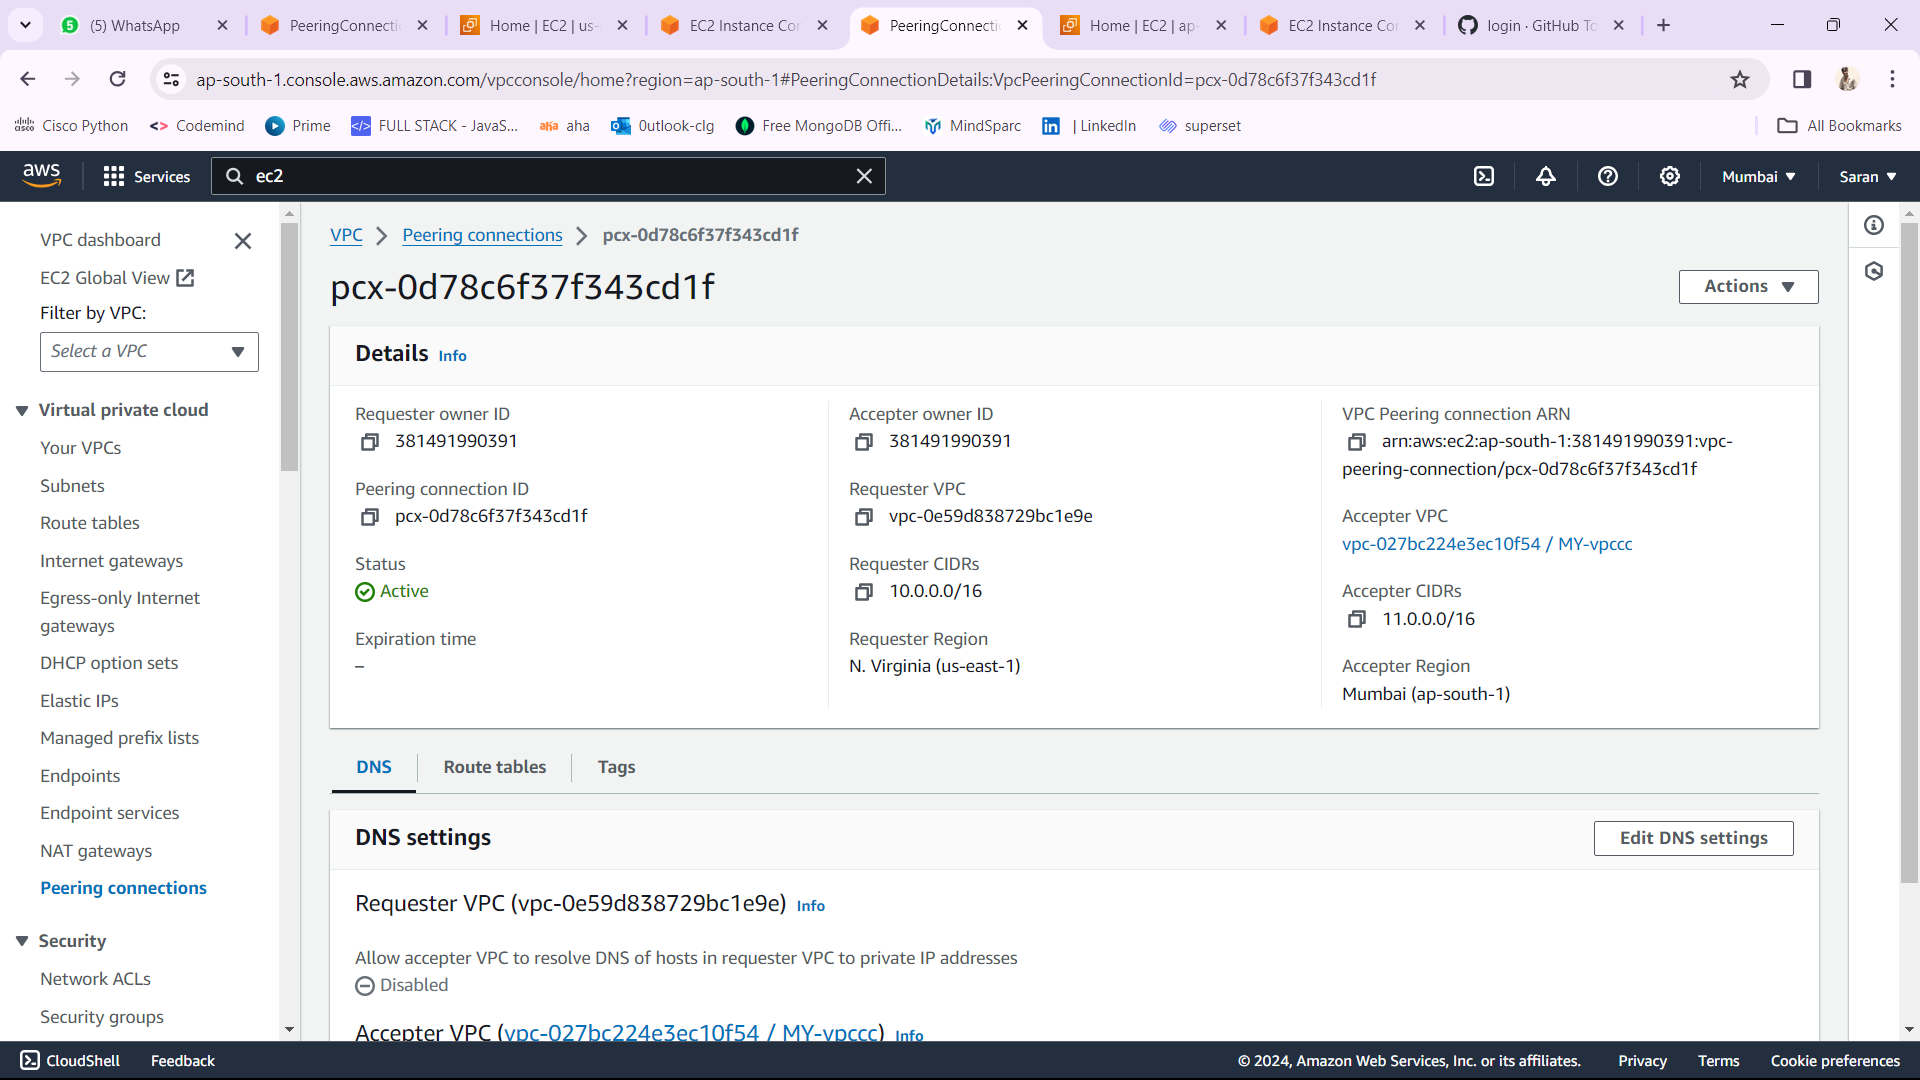 (5) WhatsApp
PeeringConnecti
Home | EC2 | us-
EC2 Instance Co
PeeringConnecti
Home | EC2 | ap-
EC2 Instance Co
login · GitHub To
ap-south-1.console.aws.amazon.com/vpcconsole/home?region=ap-south-1#PeeringConnectionDetails:VpcPeeringConnectionId=pcx-0d78c6f37f343cd1f
Cisco Python
Codemind
Prime
FULL STACK - JavaS...
aha
Outlook-clg
Free MongoDB Offi...
MindSparc
| LinkedIn
superset
All Bookmarks
aws
Services
ec2
Mumbai
Saran
VPC dashboard
EC2 Global View
Filter by VPC:
Select a VPC
Virtual private cloud
Your VPCs
Subnets
Route tables
Internet gateways
Egress-only Internet
gateways
DHCP option sets
Elastic IPs
Managed prefix lists
Endpoints
Endpoint services
NAT gateways
Peering connections
Security
Network ACLs
Security groups
VPC
Peering connections
pcx-0d78c6f37f343cd1f
pcx-0d78c6f37f343cd1f
Actions
Details Info
Requester owner ID
381491990391
Peering connection ID
pcx-0d78c6f37f343cd1f
Status
Active
Expiration time
–
Accepter owner ID
381491990391
Requester VPC
vpc-0e59d838729bc1e9e
Requester CIDRs
10.0.0.0/16
Requester Region
N. Virginia (us-east-1)
VPC Peering connection ARN
arn:aws:ec2:ap-south-1:381491990391:vpc-
peering-connection/pcx-0d78c6f37f343cd1f
Accepter VPC
vpc-027bc224e3ec10f54 / MY-vpccc
Accepter CIDRs
11.0.0.0/16
Accepter Region
Mumbai (ap-south-1)
DNS
Route tables
Tags
DNS settings
Edit DNS settings
Requester VPC (vpc-0e59d838729bc1e9e) Info
Allow accepter VPC to resolve DNS of hosts in requester VPC to private IP addresses
Disabled
Accepter VPC (vpc-027bc224e3ec10f54 / MY-vpccc) Info
CloudShell
Feedback
© 2024, Amazon Web Services, Inc. or its affiliates.
Privacy
Terms
Cookie preferences